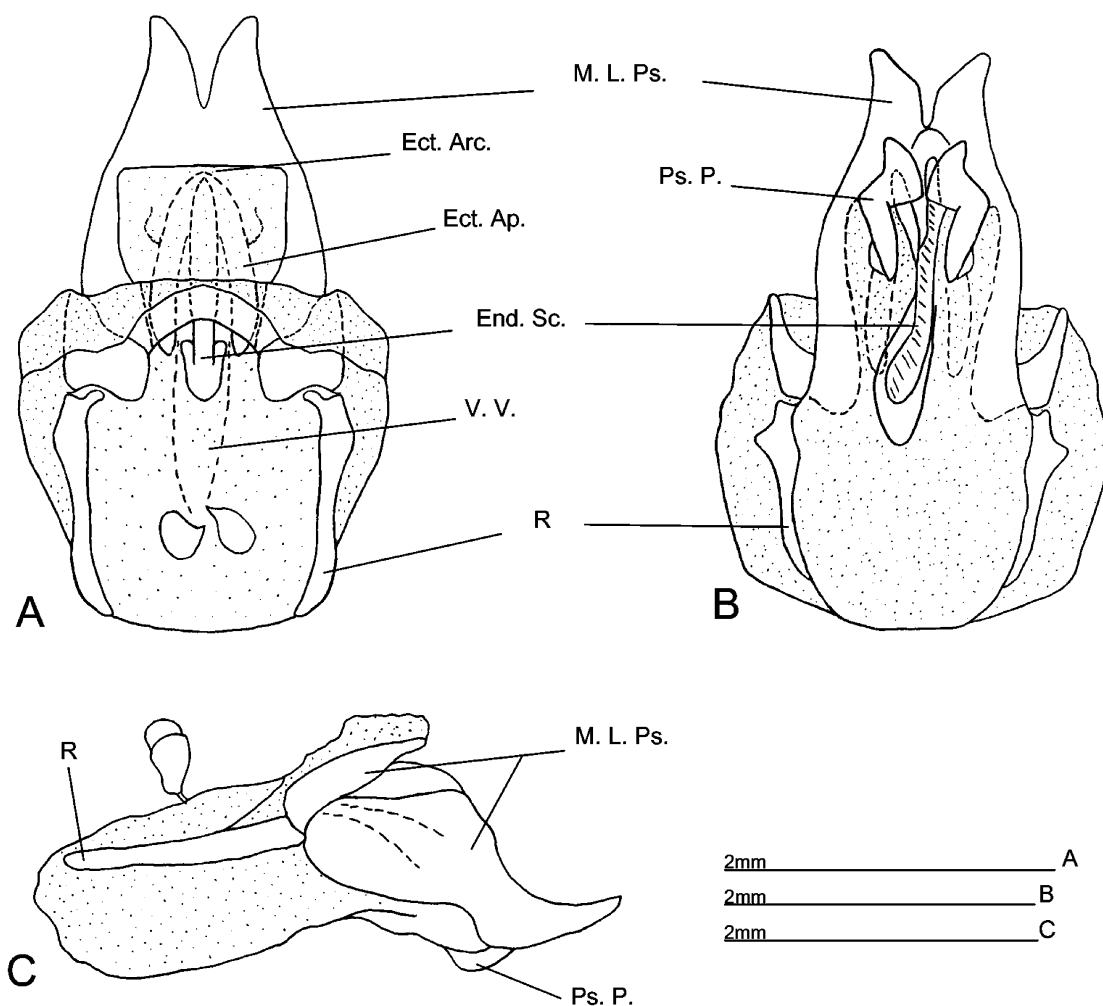 M. L. Ps.
Ect. Arc.
Ps. P.
Ect. Ap.
End. Sc.
V. V.
R
A
B
R
M. L. Ps.
C
Ps. P.
2mm A
2mm B
2mm C